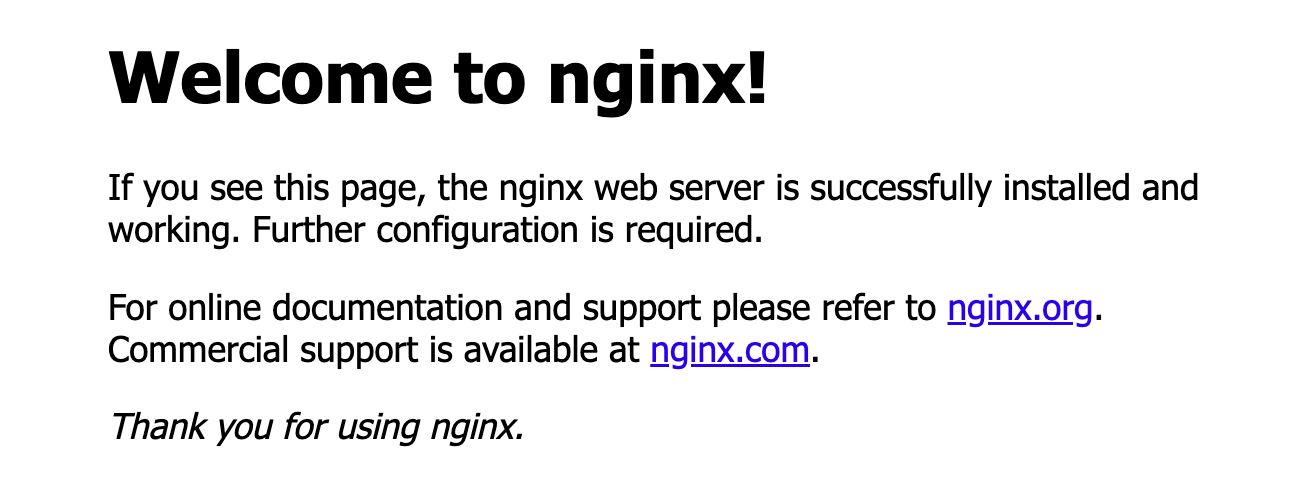 Welcome to nginx!
If you see this page, the nginx web server is successfully installed and
working. Further configuration is required.
For online documentation and support please refer to nginx.org.
Commercial support is available at nginx.com.
Thank you for using nginx.